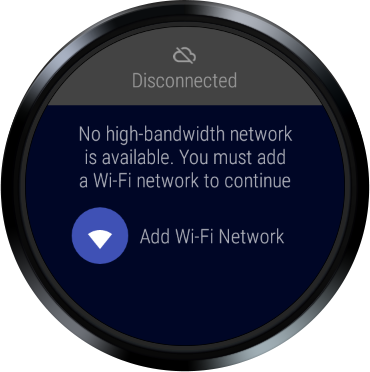 Disconnected
No high-bandwidth network
is available. You must add
a Wi-Fi network to continue
Add Wi-Fi Network